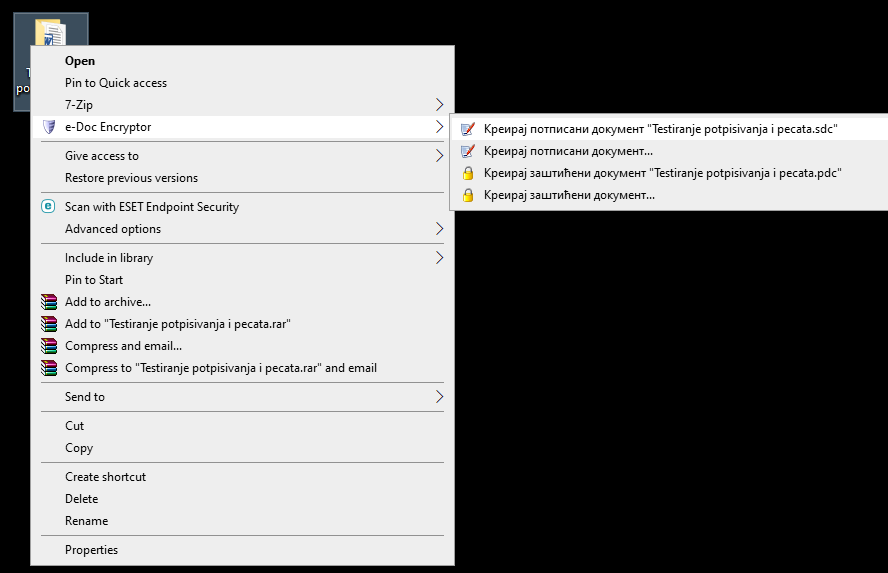 Open
Pin to Quick access
7-Zip
e-Doc Encryptor
Креирај потписани документ "Testiranje potpisivanja i pecata.sdc"
Креирај потписани документ...
Креирај заштићени документ "Testiranje potpisivanja i pecata.pdc"
Креирај заштићени документ...
Give access to
Restore previous versions
Scan with ESET Endpoint Security
Advanced options
Include in library
Pin to Start
Add to archive...
Add to "Testiranje potpisivanja i pecata.rar"
Compress and email...
Compress to "Testiranje potpisivanja i pecata.rar" and email
Send to
Cut
Copy
Create shortcut
Delete
Rename
Properties